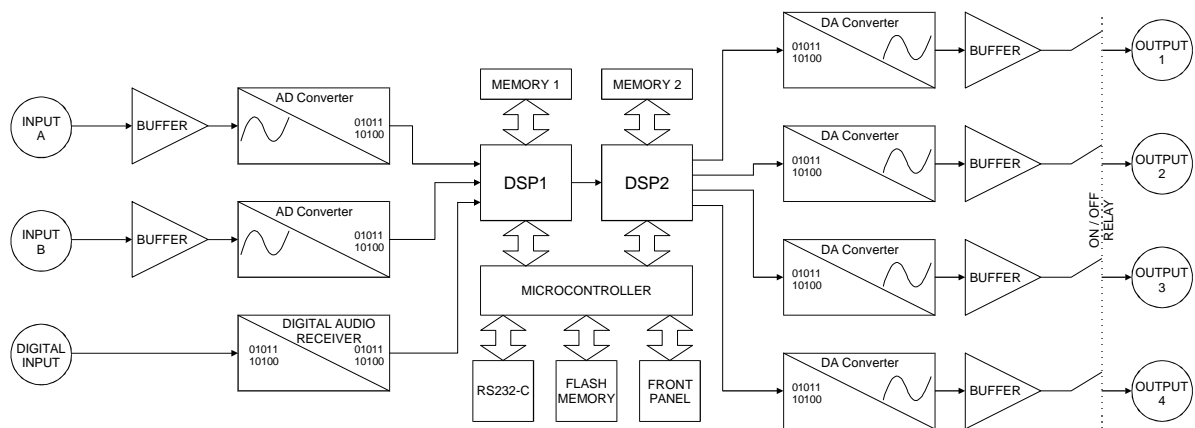 INPUT
A
BUFFER
AD Converter
01011
10100
INPUT
B
BUFFER
AD Converter
01011
10100
DIGITAL
INPUT
DIGITAL AUDIO
RECEIVER
01011
10100
01011
10100
MEMORY 1
MEMORY 2
DSP1
DSP2
MICROCONTROLLER
RS232-C
FLASH
MEMORY
FRONT
PANEL
DA Converter
01011
10100
BUFFER
OUTPUT
1
DA Converter
01011
10100
BUFFER
OUTPUT
2
ON / OFF
RELAY
DA Converter
01011
10100
BUFFER
OUTPUT
3
DA Converter
01011
10100
BUFFER
OUTPUT
4